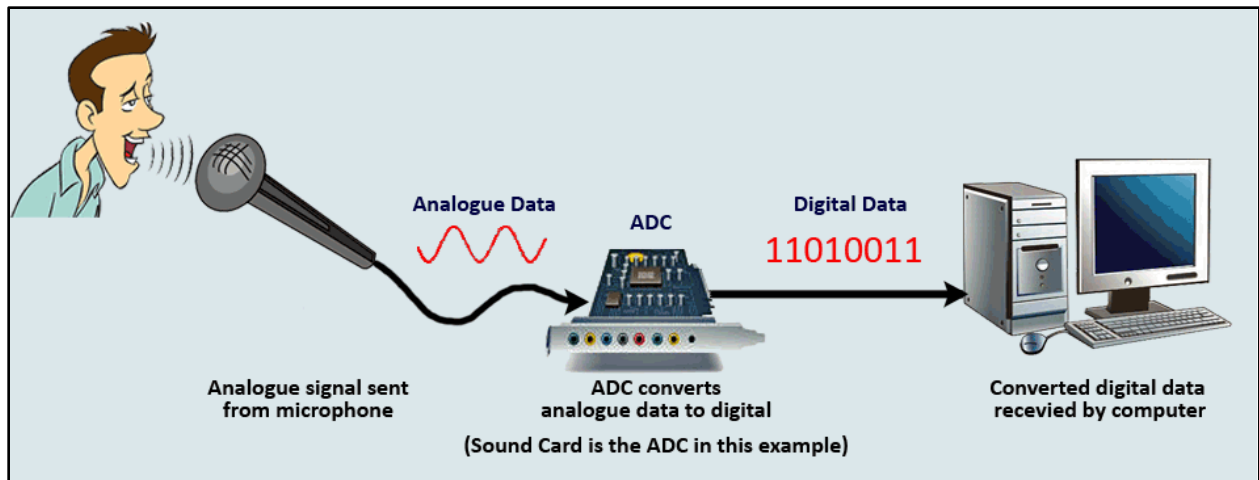 Analogue Data
ADC
Digital Data
11010011
Analogue signal sent
from microphone
ADC converts
analogue data to digital
(Sound Card is the ADC in this example)
Converted digital data
recevied by computer